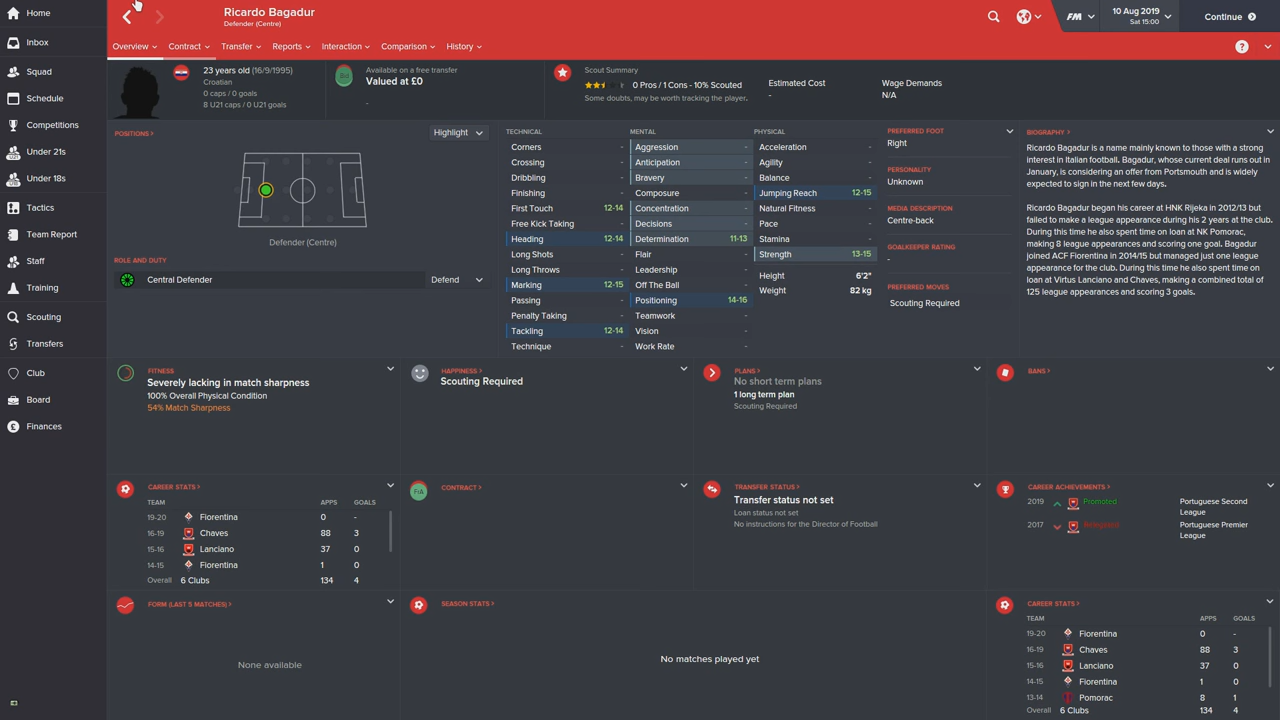 Home
Inbox
Squad
Schedule
Competitions
Under 21s
Under 18s
Tactics
Team Report
Staff
Training
Scouting
Transfers
Club
Board
Finances
Ricardo Bagadur
Defender (Centre)
FM
10 Aug 2019
Sat 15:00
Continue
Overview
Contract
Transfer
Reports
Interaction
Comparison
History
?
23 years old (16/9/1995)
Croatian
0 caps / 0 goals
8 U21 caps / 0 U21 goals
Bid
Available on a free transfer
Valued at £0
-
Scout Summary
0 Pros / 1 Cons - 10% Scouted
Some doubts, may be worth tracking the player.
Estimated Cost
-
Wage Demands
N/A
POSITIONS >
Highlight
Defender (Centre)
ROLE AND DUTY
Central Defender Defend
TECHNICAL
Corners -
Crossing -
Dribbling -
Finishing -
First Touch 12-14
Free Kick Taking -
Heading 12-14
Long Shots -
Long Throws -
Marking 12-15
Passing -
Penalty Taking -
Tackling 12-14
Technique -
MENTAL
Aggression -
Anticipation -
Bravery -
Composure -
Concentration -
Decisions -
Determination 11-13
Flair -
Leadership -
Off The Ball -
Positioning 14-16
Teamwork -
Vision -
Work Rate -
PHYSICAL
Acceleration -
Agility -
Balance -
Jumping Reach 12-15
Natural Fitness -
Pace -
Stamina -
Strength 13-15
Height 6'2"
Weight 82 kg
PREFERRED FOOT
Right
PERSONALITY
Unknown
MEDIA DESCRIPTION
Centre-back
GOALKEEPER RATING
-
PREFERRED MOVES
Scouting Required
BIOGRAPHY >
Ricardo Bagadur is a name mainly known to those with a strong
interest in Italian football. Bagadur, whose current deal runs out in
January, is considering an offer from Portsmouth and is widely
expected to sign in the next few days.
Ricardo Bagadur began his career at HNK Rijeka in 2012/13 but
failed to make a league appearance during his 2 years at the club.
During this time he also spent time on loan at NK Pomorac,
making 8 league appearances and scoring one goal. Bagadur
joined ACF Fiorentina in 2014/15 but managed just one league
appearance for the club. During this time he also spent time on
loan at Virtus Lanciano and Chaves, making a combined total of
125 league appearances and scoring 3 goals.
FITNESS
Severely lacking in match sharpness
100% Overall Physical Condition
54% Match Sharpness
HAPPINESS >
Scouting Required
PLANS >
No short term plans
1 long term plan
Scouting Required
BANS >
CAREER STATS >
TEAM APPS GOALS
19-20 Fiorentina 0 -
16-19 Chaves 88 3
15-16 Lanciano 37 0
14-15 Fiorentina 1 0
Overall 6 Clubs 134 4
F/A
CONTRACT >
TRANSFER STATUS >
Transfer status not set
Loan status not set
No instructions for the Director of Football
CAREER ACHIEVEMENTS >
2019 Promoted Portuguese Second
League
2017 Relegated Portuguese Premier
League
FORM (LAST 5 MATCHES) >
None available
SEASON STATS >
No matches played yet
CAREER STATS >
TEAM APPS GOALS
19-20 Fiorentina 0 -
16-19 Chaves 88 3
15-16 Lanciano 37 0
14-15 Fiorentina 1 0
13-14 Pomorac 8 1
Overall 6 Clubs 134 4